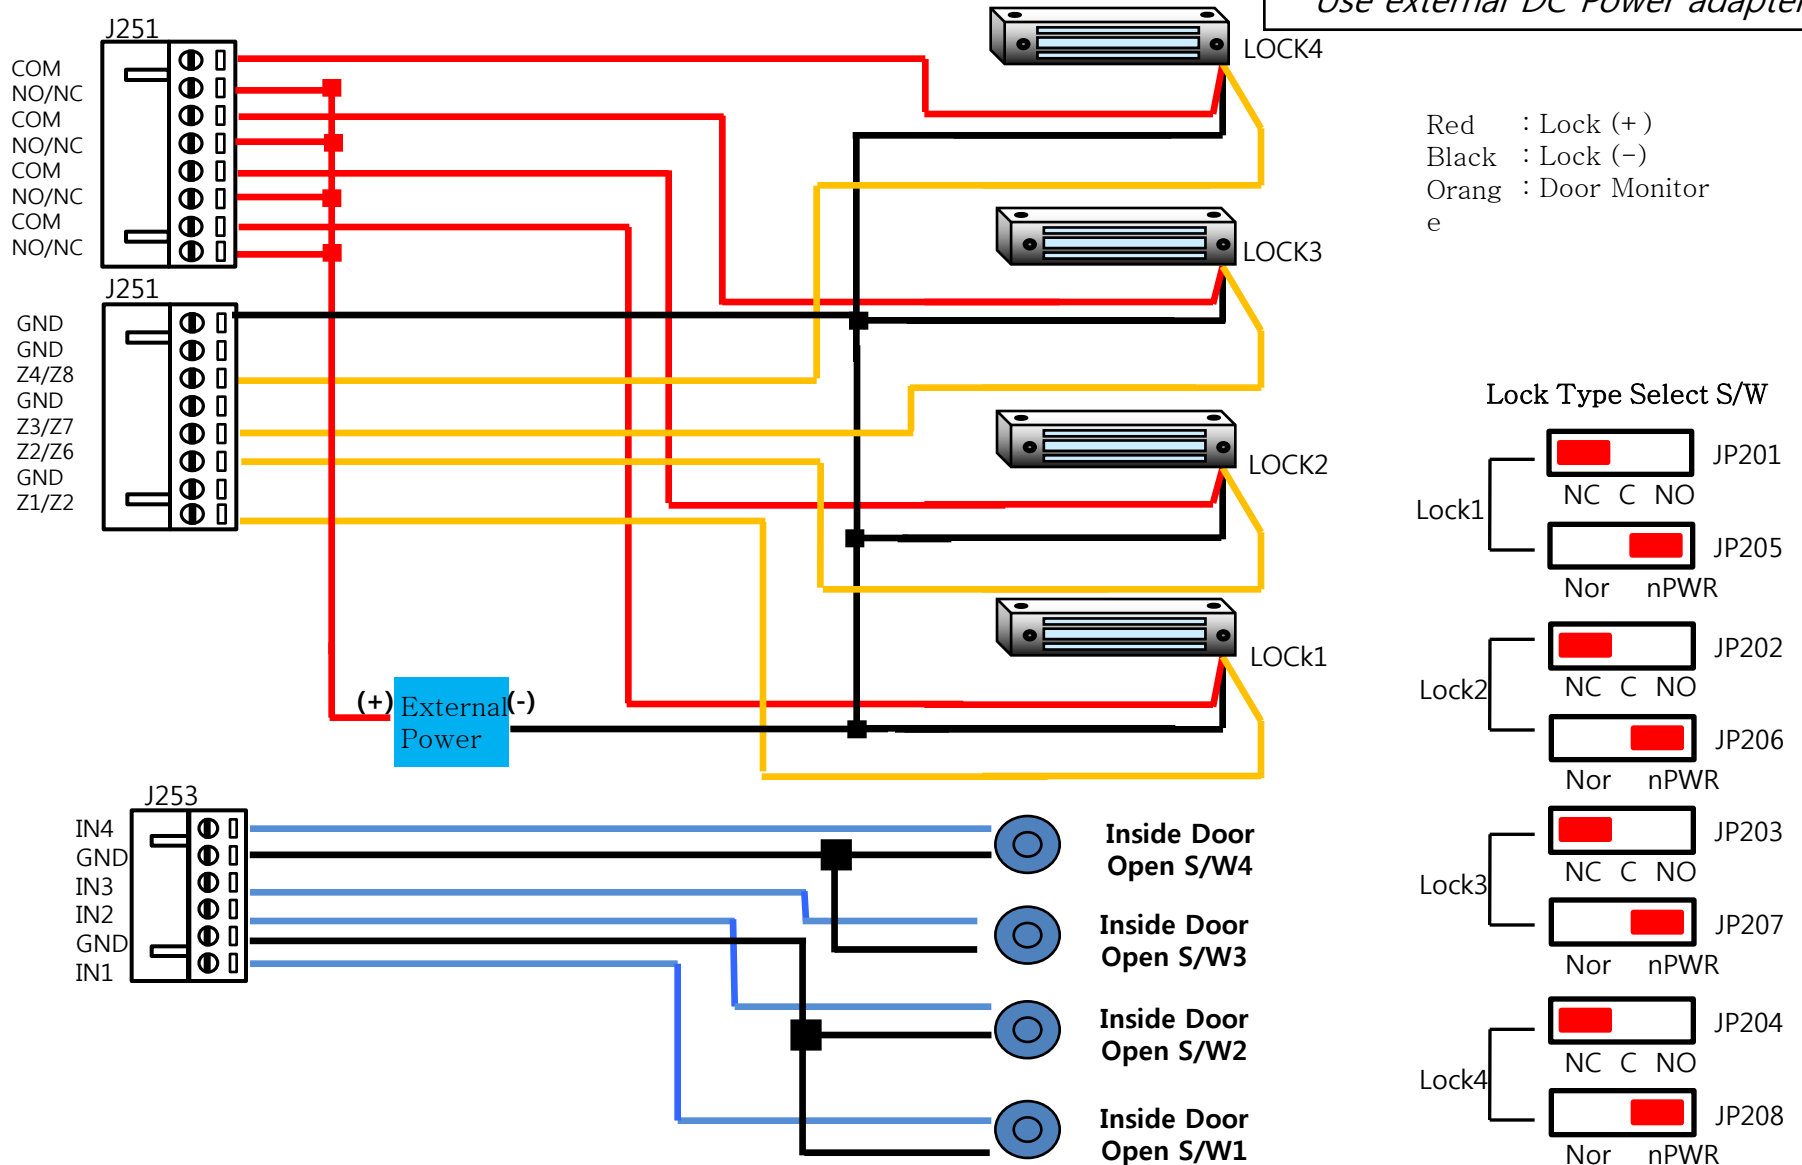 Use external DC Power adapter
J251
COM
NO/NC
COM
NO/NC
COM
NO/NC
COM
NO/NC
LOCK4
Red : Lock (+)
Black : Lock (-)
Orang : Door Monitor
e
LOCK3
J251
GND
GND
Z4/Z8
GND
Z3/Z7
Z2/Z6
GND
Z1/Z2
LOCK2
LOCk1
(+) External (-)
Power
Lock Type Select S/W
Lock1
JP201
NC C NO
JP205
Nor nPWR
Lock2
JP202
NC C NO
JP206
Nor nPWR
Lock3
JP203
NC C NO
JP207
Nor nPWR
Lock4
JP204
NC C NO
JP208
Nor nPWR
J253
IN4
GND
IN3
IN2
GND
IN1
Inside Door
Open S/W4
Inside Door
Open S/W3
Inside Door
Open S/W2
Inside Door
Open S/W1